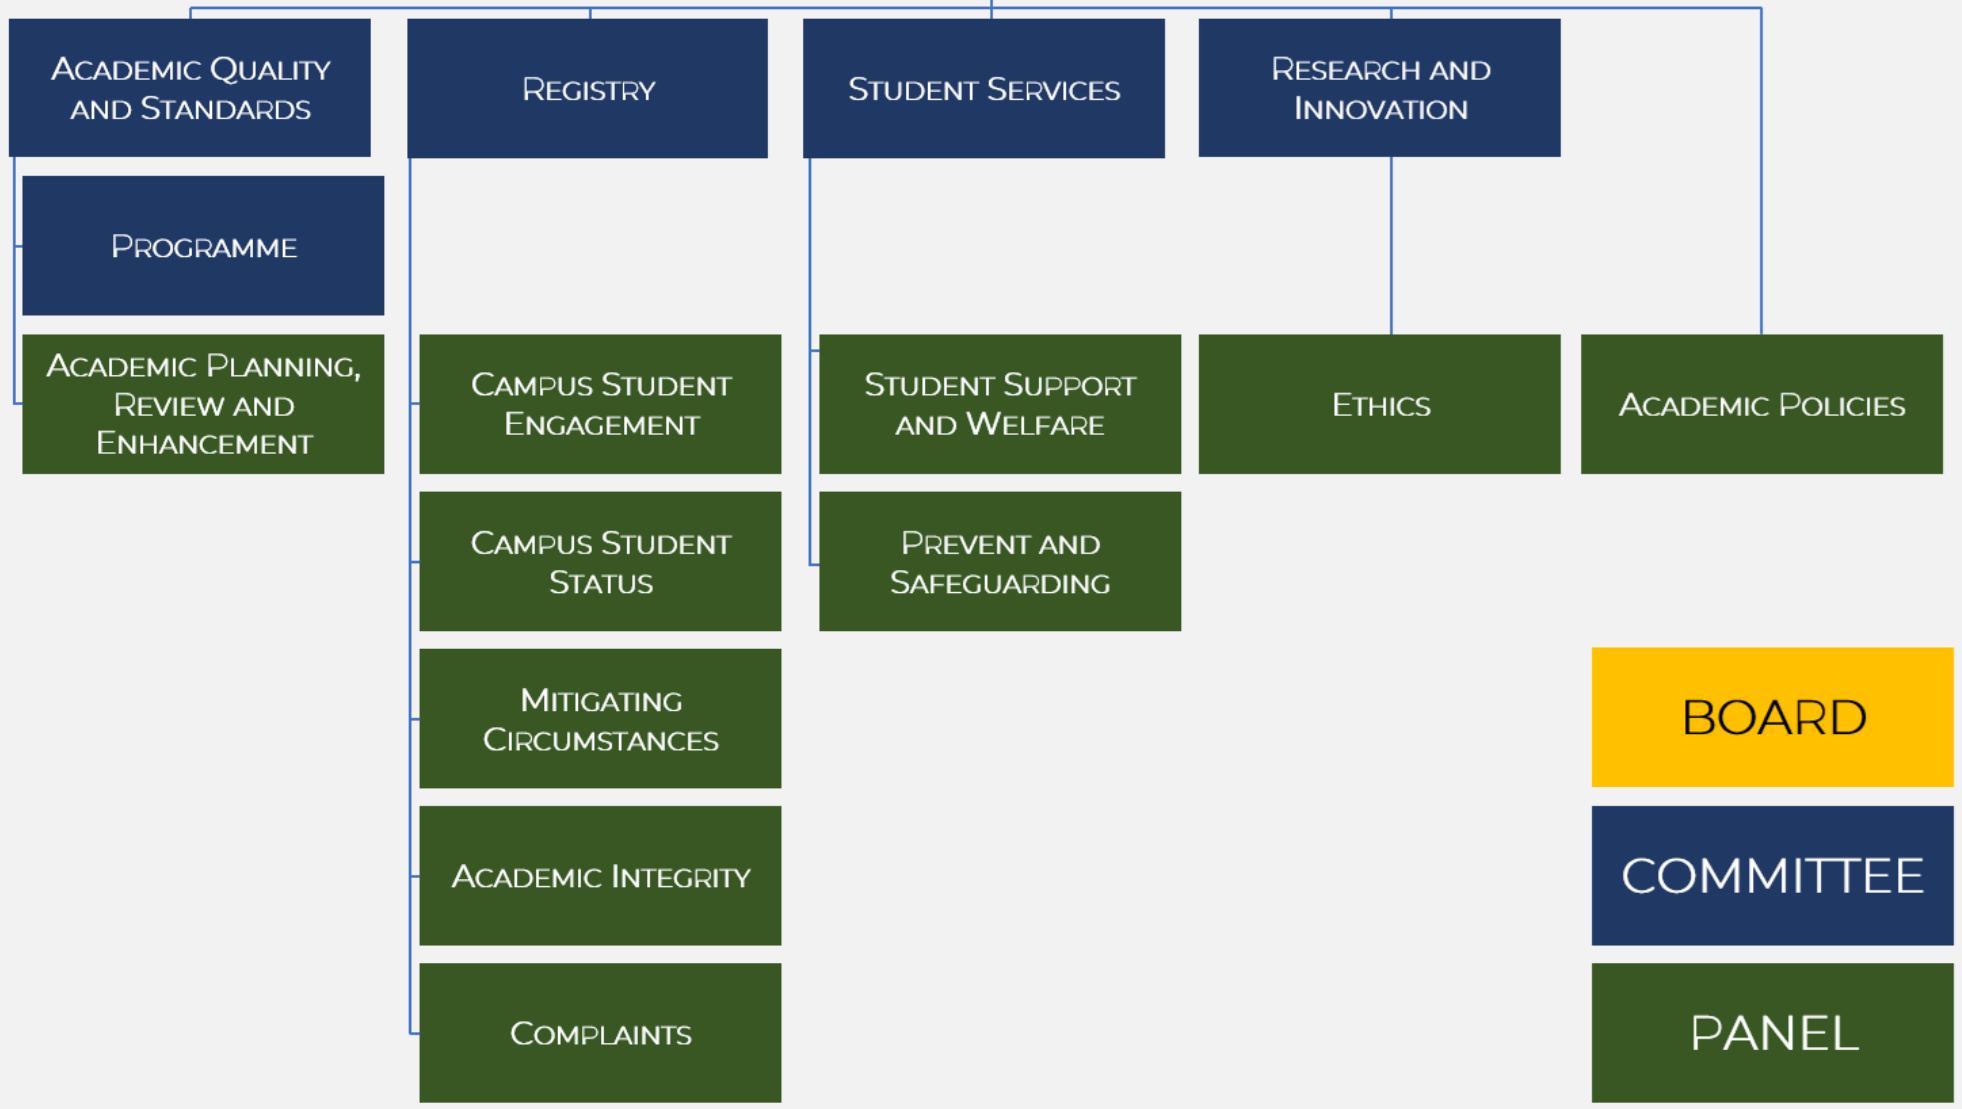 Academic Quality
and Standards
Registry
Student Services
Research and
Innovation
Programme
Academic Planning,
Review and
Enhancement
Campus Student
Engagement
Student Support
and Welfare
Ethics
Academic Policies
Campus Student
Status
Prevent and
Safeguarding
Mitigating
Circumstances
Academic Integrity
Complaints
BOARD
COMMITTEE
PANEL